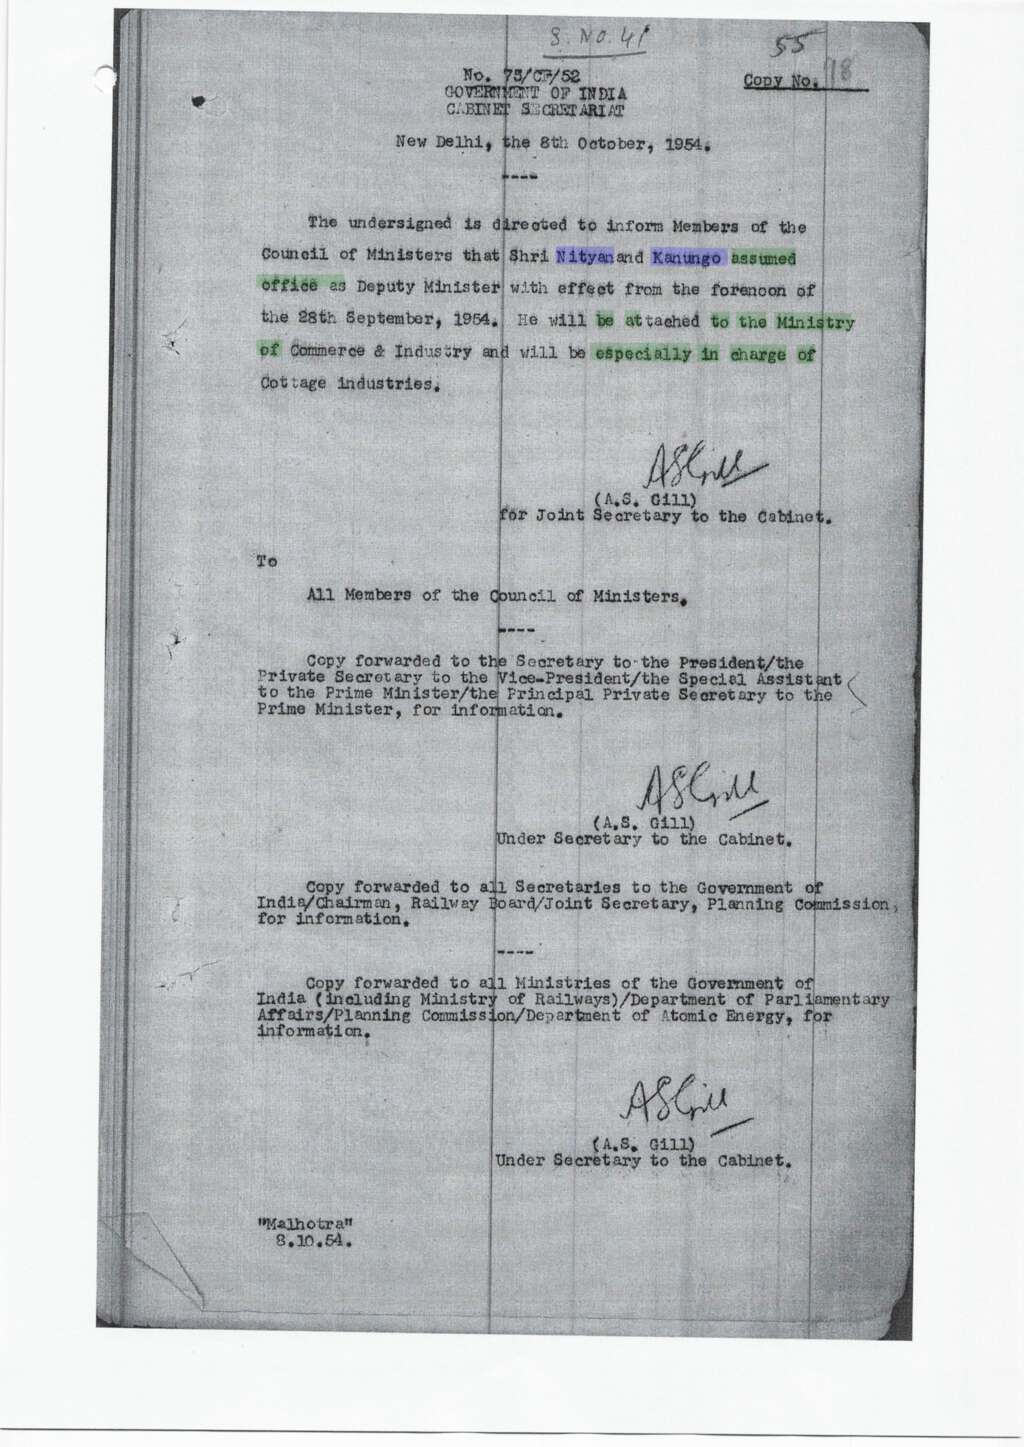 S. NO. 41
55
No. 75/CF/52
Copy No. 98
GOVERNMENT OF INDIA
CABINET SECRETARIAT
New Delhi, the 8th October, 1954.
----
The undersigned is directed to inform Members of the
Council of Ministers that Shri Nityanand Kanungo assumed
office as Deputy Minister with effect from the forenoon of
the 28th September, 1954. He will be attached to the Ministry
of Commerce & Industry and will be especially in charge of
Cottage industries.
ASGill
(A.S. Gill)
for Joint Secretary to the Cabinet.
To
All Members of the Council of Ministers.
----
Copy forwarded to the Secretary to the President/the
Private Secretary to the Vice-President/the Special Assistant
to the Prime Minister/the Principal Private Secretary to the
Prime Minister, for information.
ASGill
(A.S. Gill)
Under Secretary to the Cabinet.
Copy forwarded to all Secretaries to the Government of
India/Chairman, Railway Board/Joint Secretary, Planning Commission,
for information.
----
Copy forwarded to all Ministries of the Government of
India (including Ministry of Railways)/Department of Parliamentary
Affairs/Planning Commission/Department of Atomic Energy, for
information.
ASGill
(A.S. Gill)
Under Secretary to the Cabinet.
"Malhotra"
8.10.54.